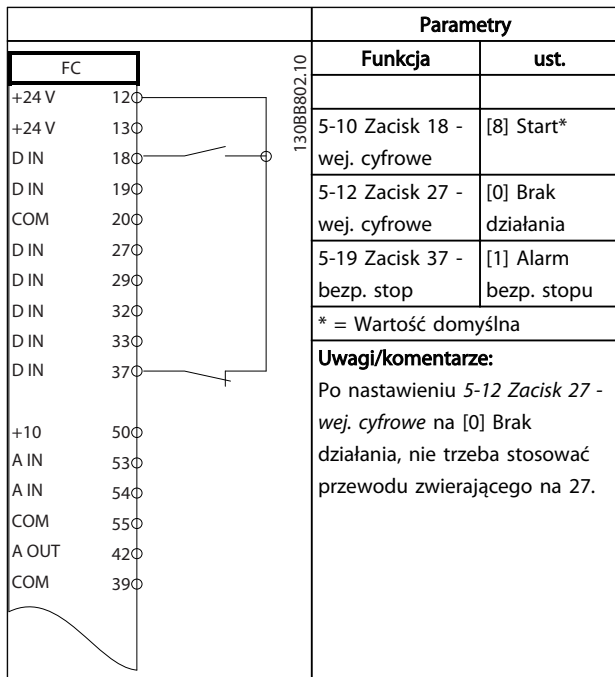 FC
+24 V 12
+24 V 13
D IN 18
D IN 19
COM 20
D IN 27
D IN 29
D IN 32
D IN 33
D IN 37
+10 50
A IN 53
A IN 54
COM 55
A OUT 42
COM 39
130BB802.10
Parametry
Funkcja ust.
5-10 Zacisk 18 - [8] Start*
wej. cyfrowe
5-12 Zacisk 27 - [0] Brak
wej. cyfrowe działania
5-19 Zacisk 37 - [1] Alarm
bezp. stop bezp. stopu
* = Wartość domyślna
Uwagi/komentarze:
Po nastawieniu 5-12 Zacisk 27 -
wej. cyfrowe na [0] Brak
działania, nie trzeba stosować
przewodu zwierającego na 27.